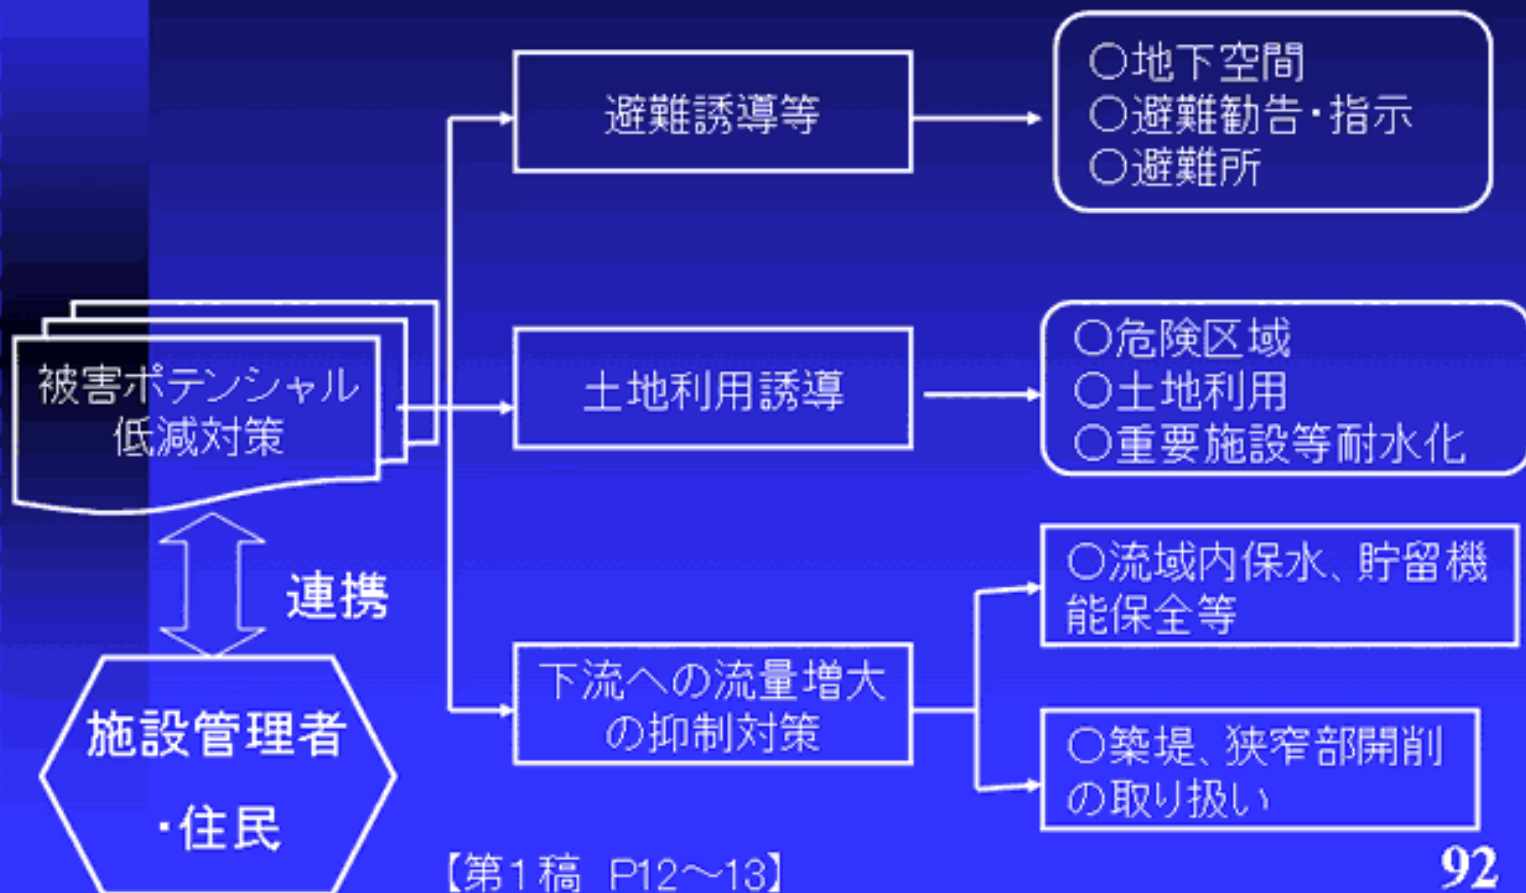 避難誘導等
○地下空間
○避難勧告・指示
○避難所
被害ポテンシャル
低減対策
土地利用誘導
○危険区域
○土地利用
○重要施設等耐水化
連携
下流への流量増大
の抑制対策
○流域内保水、貯留機
能保全等
○築堤、狭窄部開削
の取り扱い
施設管理者
・住民
【第1稿 P12～13】
92